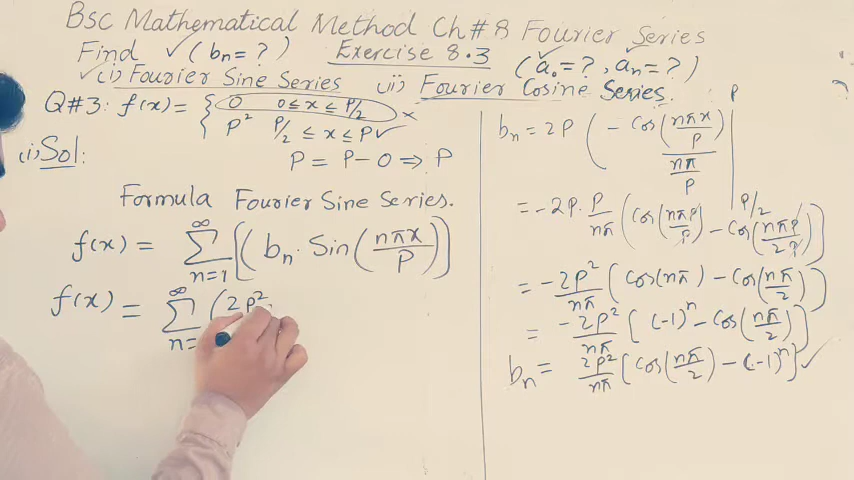 Bsc Mathematical Method Ch # 8 Fourier Series
Find ✓ ( bn = ? ) Exercise 8.3
( a₀ = ? , an = ? )
✓ (i) Fourier Sine Series (ii) Fourier Cosine Series.
Q#3: f(x) = { 0 0 ≤ x ≤ P/2 ×
P² P/2 ≤ x ≤ P ✓
(i) Sol:
P = P - 0 ⇒ P
Formula Fourier Sine Series.
f(x) = ∑_{n=1}^{∞} [ ( bn · Sin ( nπx / P ) ) ]
f(x) = ∑_{n=}^{∞} ( 2P²
bn = 2P ( - Cos ( nπx / P ) / ( nπ / P ) | P P/2
= -2P · P / nπ ( Cos ( nπP / P ) - Cos ( nπP / 2P ) )
= -2P² / nπ ( Cos (nπ) - Cos ( nπ / 2 ) )
= -2P² / nπ [ (-1)ⁿ - Cos ( nπ / 2 ) ]
bn = 2P² / nπ [ Cos ( nπ / 2 ) - (-1)ⁿ ] ✓